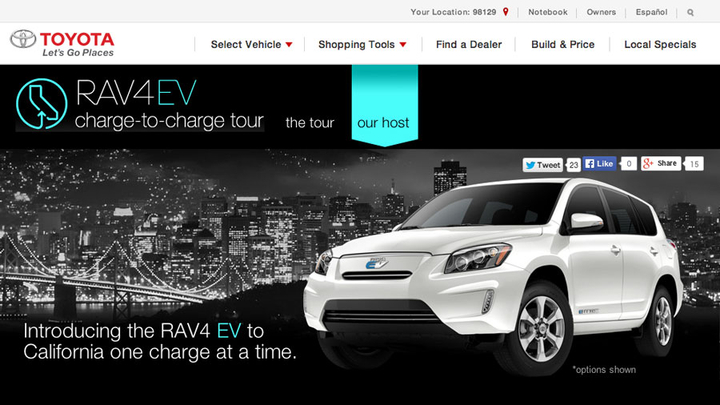 Your Location: 98129
Notebook
Owners
Español
TOYOTA
Let's Go Places
Select Vehicle
Shopping Tools
Find a Dealer
Build & Price
Local Specials
RAV4EV
charge-to-charge tour
the tour
our host
Tweet 23
Like 0
Share 15
EV
Introducing the RAV4 EV to
California one charge at a time.
*options shown